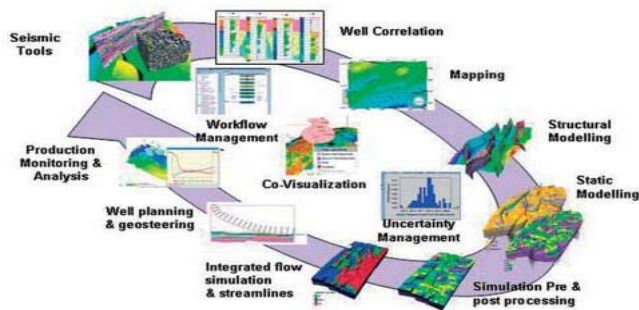 Seismic
Tools
Well Correlation
Mapping
Structural
Modelling
Static
Modelling
Simulation Pre &
post processing
Integrated flow
simulation
& streamlines
Well planning
& geosteering
Production
Monitoring &
Analysis
Workflow
Management
Co-Visualization
Uncertainty
Management